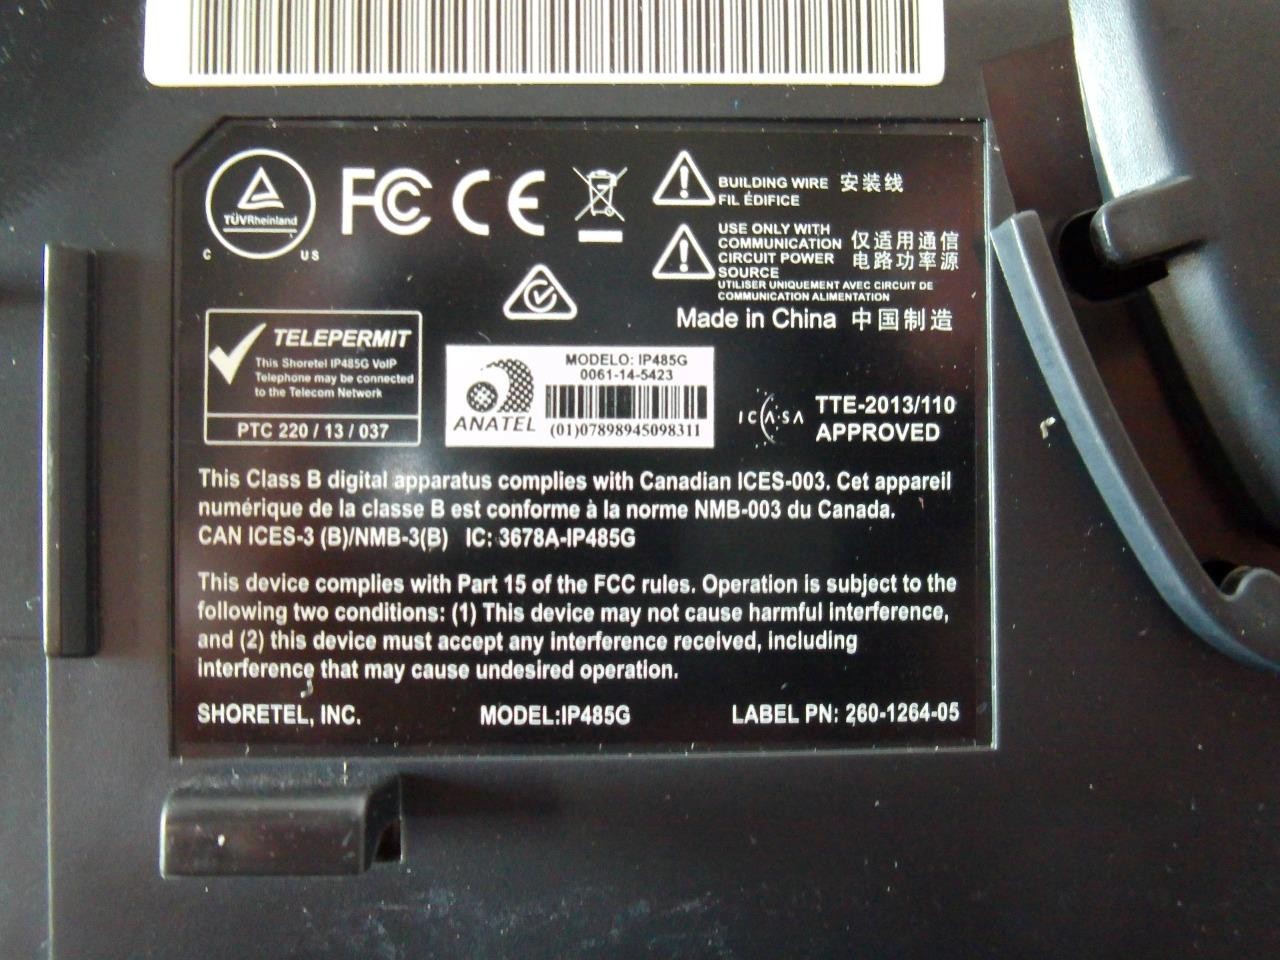 TÜVRheinland
C US
FCC CE
BUILDING WIRE 安装线
FIL ÉDIFICE
USE ONLY WITH
COMMUNICATION 仅适用通信
CIRCUIT POWER 电路功率源
SOURCE
UTILISER UNIQUEMENT AVEC CIRCUIT DE
COMMUNICATION ALIMENTATION
Made in China 中国制造
TELEPERMIT
This Shoretel IP485G VoIP
Telephone may be connected
to the Telecom Network
PTC 220 / 13 / 037
ANATEL
MODELO: IP485G
0061-14-5423
(01)07898945098311
ICASA
TTE-2013/110
APPROVED
This Class B digital apparatus complies with Canadian ICES-003. Cet appareil
numérique de la classe B est conforme à la norme NMB-003 du Canada.
CAN ICES-3 (B)/NMB-3(B) IC: 3678A-IP485G
This device complies with Part 15 of the FCC rules. Operation is subject to the
following two conditions: (1) This device may not cause harmful interference,
and (2) this device must accept any interference received, including
interference that may cause undesired operation.
SHORETEL, INC. MODEL:IP485G LABEL PN: 260-1264-05